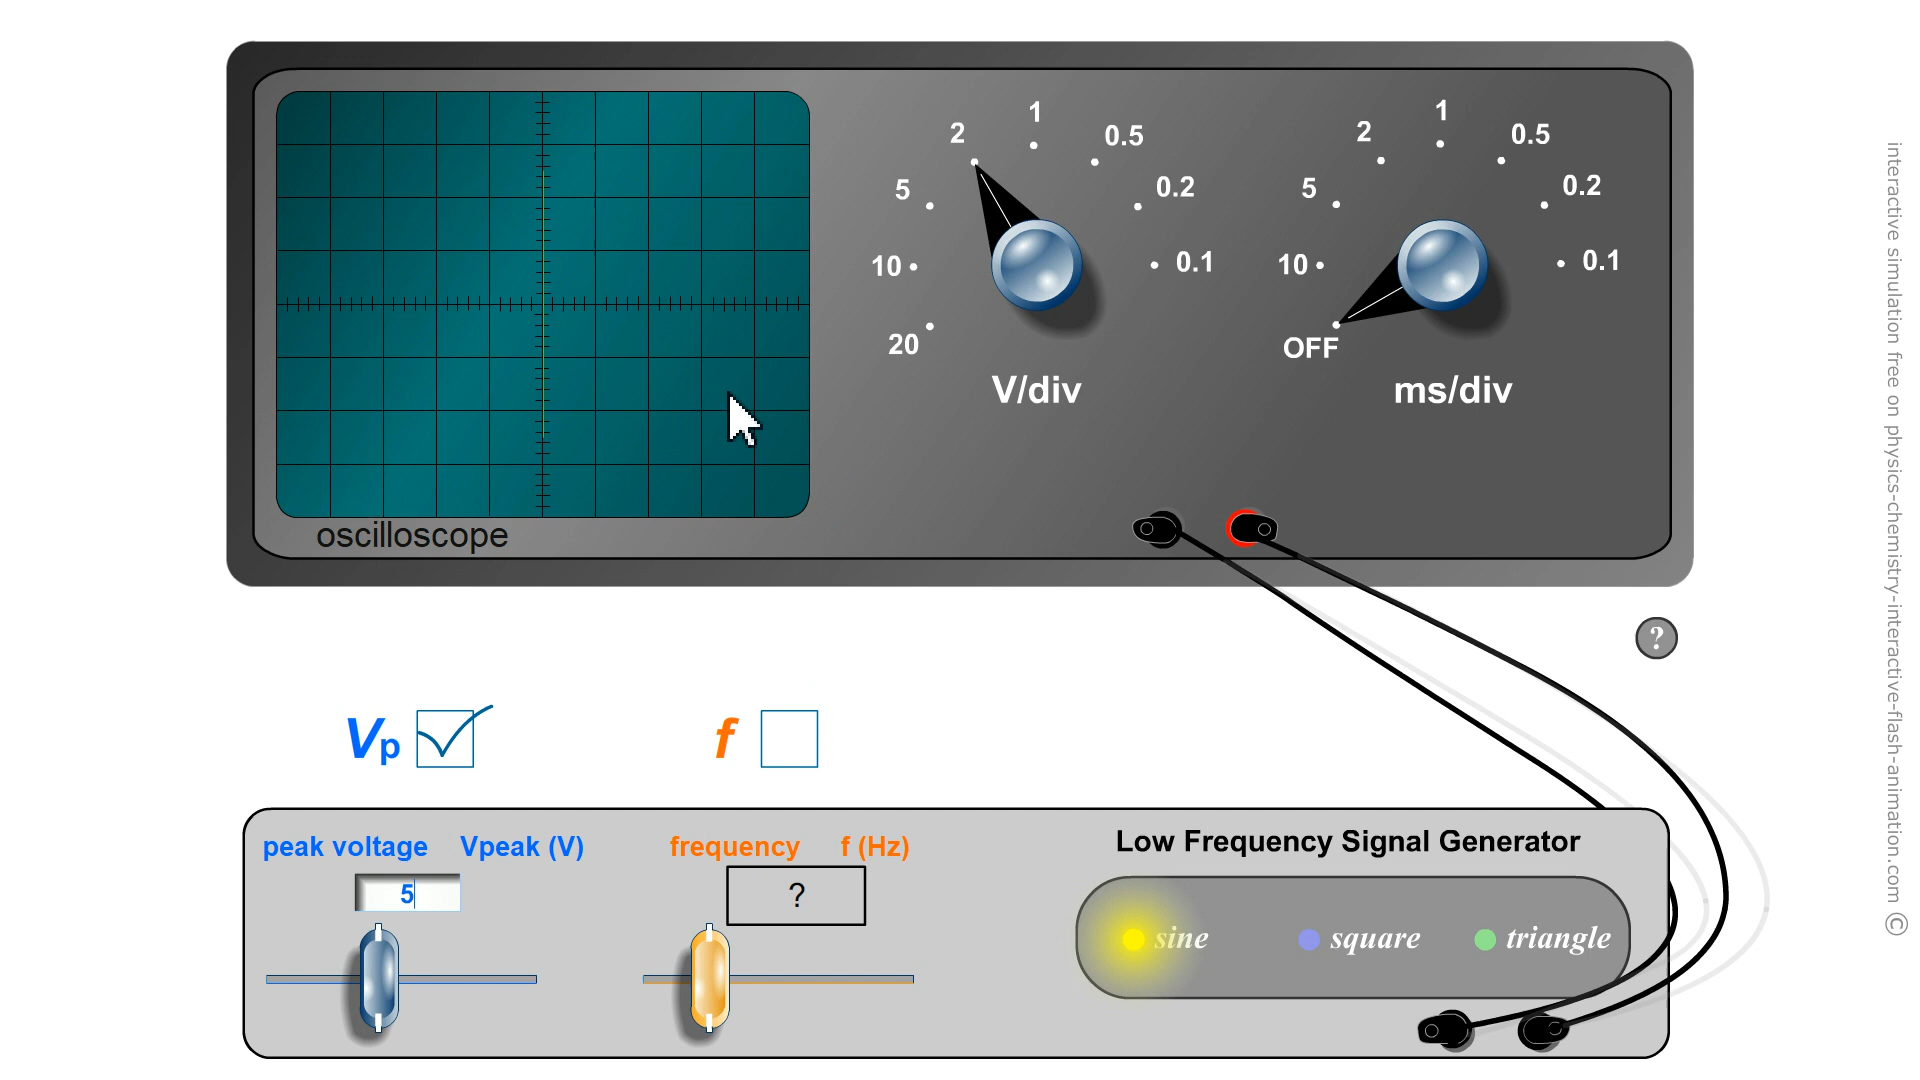 2
1
0.5
5
0.2
10
0.1
20
V/div
2
1
0.5
5
0.2
10
0.1
OFF
ms/div
oscilloscope
?
Vp
f
peak voltage Vpeak (V)
5
frequency f (Hz)
?
Low Frequency Signal Generator
sine
square
triangle
interactive simulation free on physics-chemistry-interactive-flash-animation.com ©